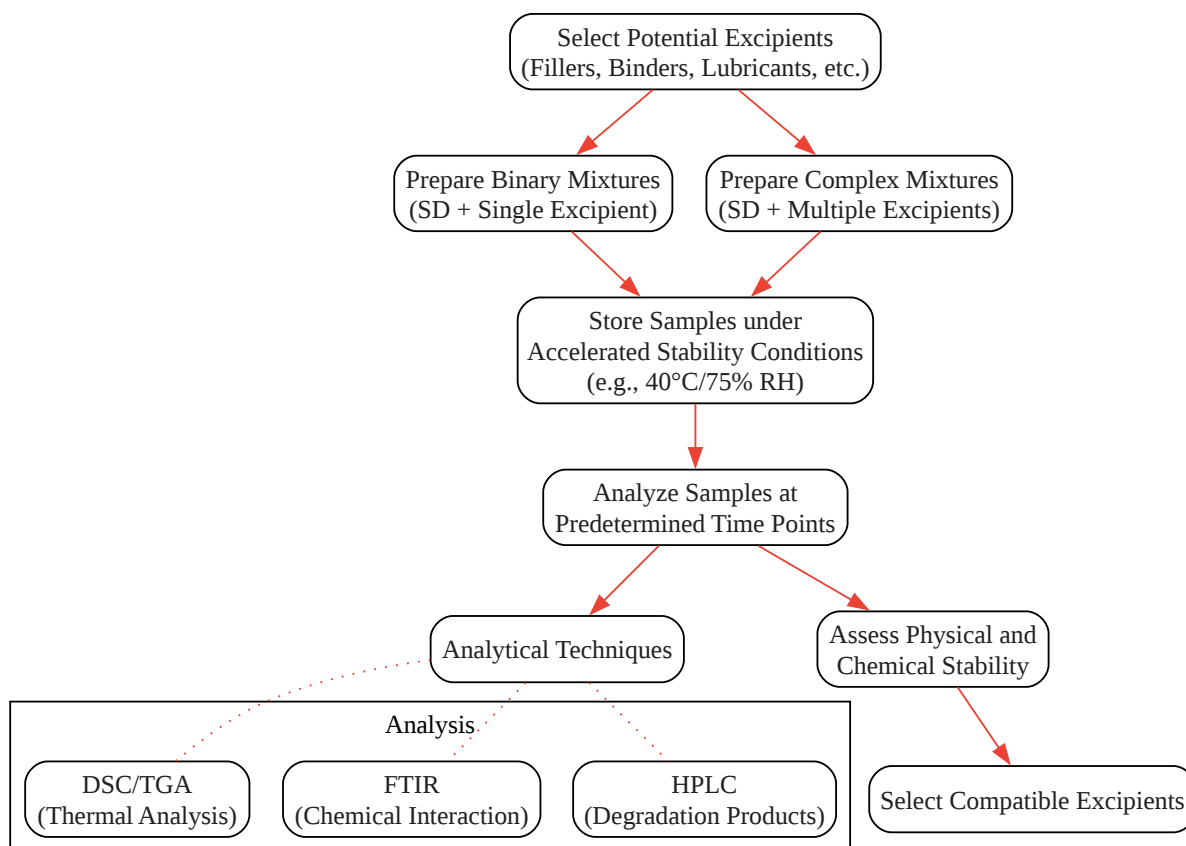 Select Potential Excipients
(Fillers, Binders, Lubricants, etc.)
Prepare Binary Mixtures
(SD + Single Excipient)
Prepare Complex Mixtures
(SD + Multiple Excipients)
Store Samples under
Accelerated Stability Conditions
(e.g., 40°C/75% RH)
Analyze Samples at
Predetermined Time Points
Analytical Techniques
Assess Physical and
Chemical Stability
Analysis
DSC/TGA
(Thermal Analysis)
FTIR
(Chemical Interaction)
HPLC
(Degradation Products)
Select Compatible Excipients